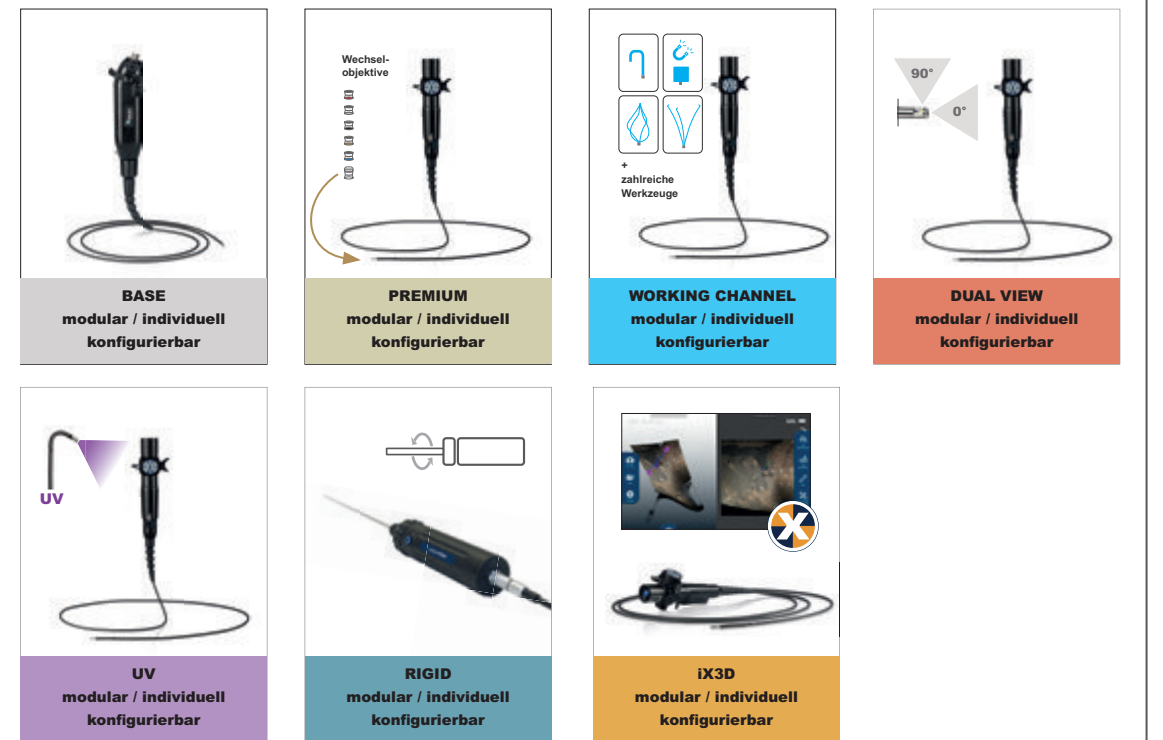 Wechsel-
objektive
+
zahlreiche
Werkzeuge
90°
0°
BASE
modular / individuell
konfigurierbar
PREMIUM
modular / individuell
konfigurierbar
WORKING CHANNEL
modular / individuell
konfigurierbar
DUAL VIEW
modular / individuell
konfigurierbar
UV
X
UV
modular / individuell
konfigurierbar
RIGID
modular / individuell
konfigurierbar
iX3D
modular / individuell
konfigurierbar